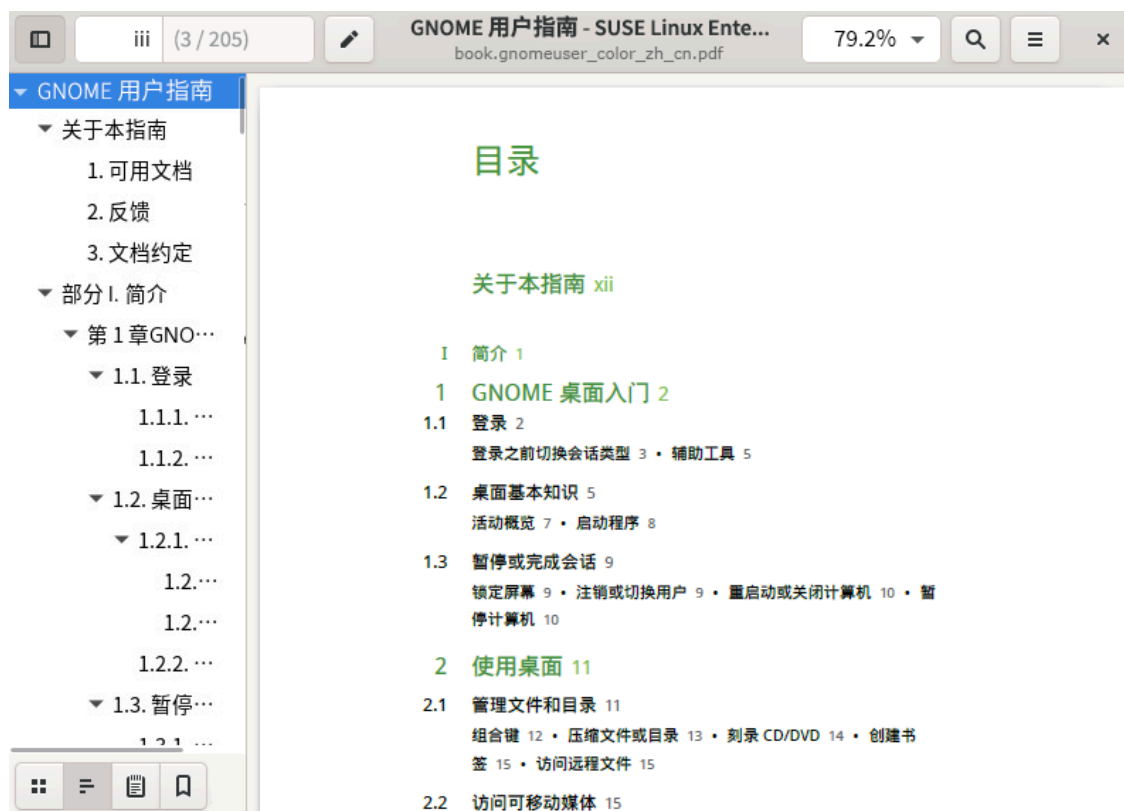 iii (3 / 205)
GNOME 用户指南 - SUSE Linux Ente...
book.gnomeuser_color_zh_cn.pdf
79.2%
GNOME 用户指南
关于本指南
1. 可用文档
2. 反馈
3. 文档约定
部分 I. 简介
第 1 章GNO…
1.1. 登录
1.1.1. …
1.1.2. …
1.2. 桌面…
1.2.1. …
1.2.…
1.2.…
1.2.2. …
1.3. 暂停…
1.3.1. …
目录
关于本指南 xii
I 简介 1
1 GNOME 桌面入门 2
1.1 登录 2
登录之前切换会话类型 3 • 辅助工具 5
1.2 桌面基本知识 5
活动概览 7 • 启动程序 8
1.3 暂停或完成会话 9
锁定屏幕 9 • 注销或切换用户 9 • 重启动或关闭计算机 10 • 暂
停计算机 10
2 使用桌面 11
2.1 管理文件和目录 11
组合键 12 • 压缩文件或目录 13 • 刻录 CD/DVD 14 • 创建书
签 15 • 访问远程文件 15
2.2 访问可移动媒体 15